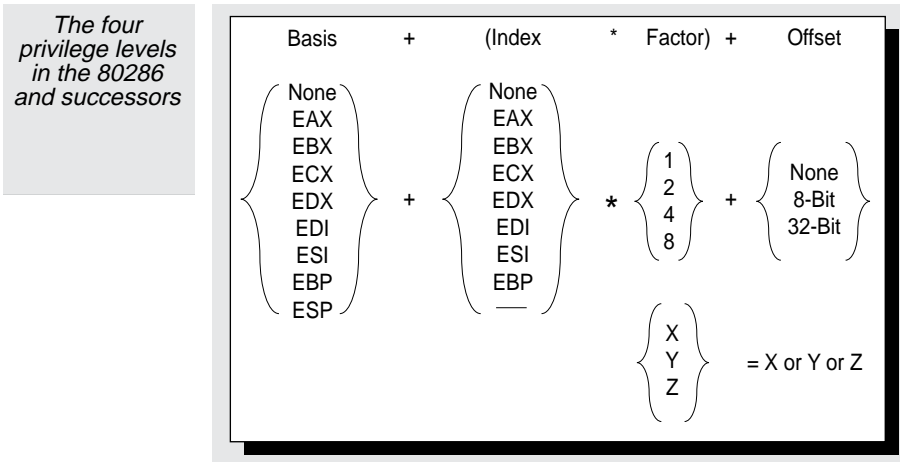 The four
privilege levels
in the 80286
and successors
Basis + (Index * Factor) + Offset
None
EAX
EBX
ECX
EDX
EDI
ESI
EBP
ESP
+
None
EAX
EBX
ECX
EDX
EDI
ESI
EBP
—
*
1
2
4
8
+
None
8-Bit
32-Bit
X
Y
Z
= X or Y or Z